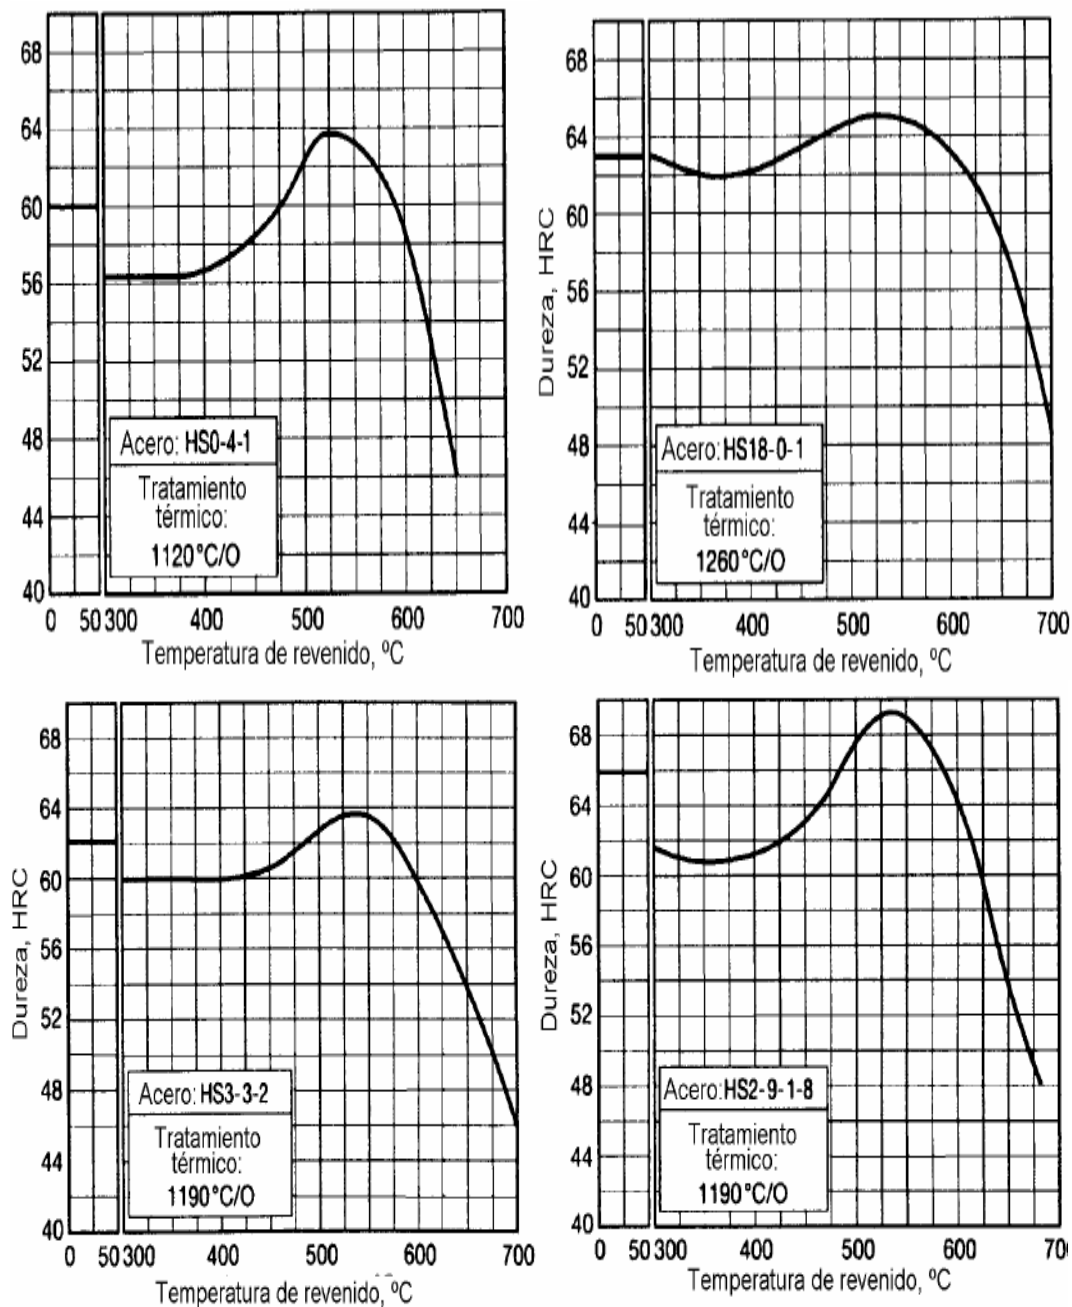 68
64
60
56
52
48
44
40
Acero: HS0-4-1
Tratamiento
térmico:
1120°C/O
0 50 300 400 500 600 700
Temperatura de revenido, ºC
Dureza, HRC
68
64
60
56
52
48
44
40
Acero: HS18-0-1
Tratamiento
térmico:
1260°C/O
0 50 300 400 500 600 700
Temperatura de revenido, ºC
Dureza, HRC
68
64
60
56
52
48
44
40
Acero: HS3-3-2
Tratamiento
térmico:
1190°C/O
0 50 300 400 500 600 700
Temperatura de revenido, ºC
Dureza, HRC
68
64
60
56
52
48
44
40
Acero: HS2-9-1-8
Tratamiento
térmico:
1190°C/O
0 50 300 400 500 600 70
Temperatura de revenido, ºC